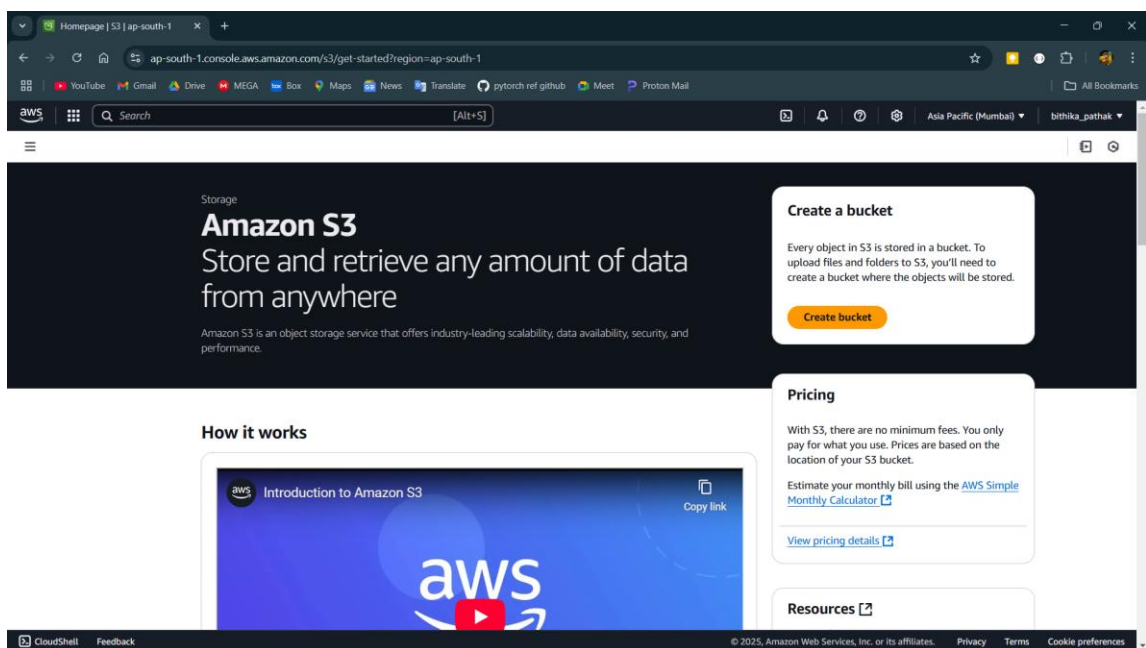 Homepage | S3 | ap-south-1
ap-south-1.console.aws.amazon.com/s3/get-started?region=ap-south-1
YouTube Gmail Drive MEGA Box Maps News Translate pytorch ref github Meet Proton Mail All Bookmarks
aws Search [Alt+S] Asia Pacific (Mumbai) bithika_pathak
Storage
Amazon S3
Store and retrieve any amount of data
from anywhere
Amazon S3 is an object storage service that offers industry-leading scalability, data availability, security, and
performance.
Create a bucket
Every object in S3 is stored in a bucket. To
upload files and folders to S3, you'll need to
create a bucket where the objects will be stored.
Create bucket
How it works
aws Introduction to Amazon S3
Copy link
aws
Pricing
With S3, there are no minimum fees. You only
pay for what you use. Prices are based on the
location of your S3 bucket.
Estimate your monthly bill using the AWS Simple
Monthly Calculator
View pricing details
Resources
CloudShell Feedback © 2025, Amazon Web Services, Inc. or its affiliates. Privacy Terms Cookie preferences